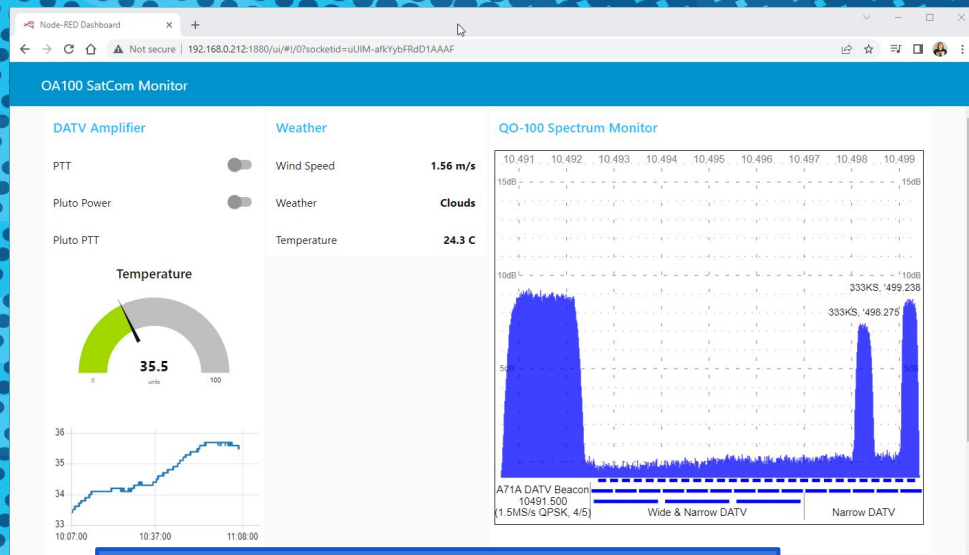 Node-RED Dashboard
Not secure | 192.168.0.212:1880/ui/#!/0?socketid=uUIM-afkYybFRdD1AAAF
OA100 SatCom Monitor
DATV Amplifier
PTT
Pluto Power
Pluto PTT
Temperature
35.5
units
0
100
36
35
34
33
10:07:00 10:37:00 11:08:00
Weather
Wind Speed 1.56 m/s
Weather Clouds
Temperature 24.3 C
QO-100 Spectrum Monitor
10.491 10.492 10.493 10.494 10.495 10.496 10.497 10.498 10.499
15dB 15dB
10dB 10dB
333KS, '499.238
333KS, '498.275
5dB 5dB
A71A DATV Beacon
10491.500
(1.5MS/s QPSK, 4/5)
Wide & Narrow DATV
Narrow DATV